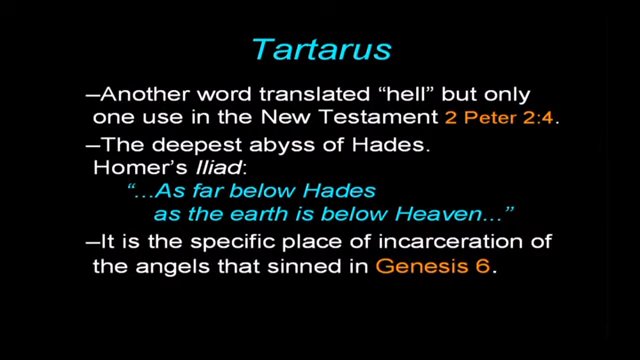 Tartarus
–Another word translated “hell” but only
one use in the New Testament 2 Peter 2:4.
–The deepest abyss of Hades.
Homer’s Iliad:
“...As far below Hades
as the earth is below Heaven...”
–It is the specific place of incarceration of
the angels that sinned in Genesis 6.